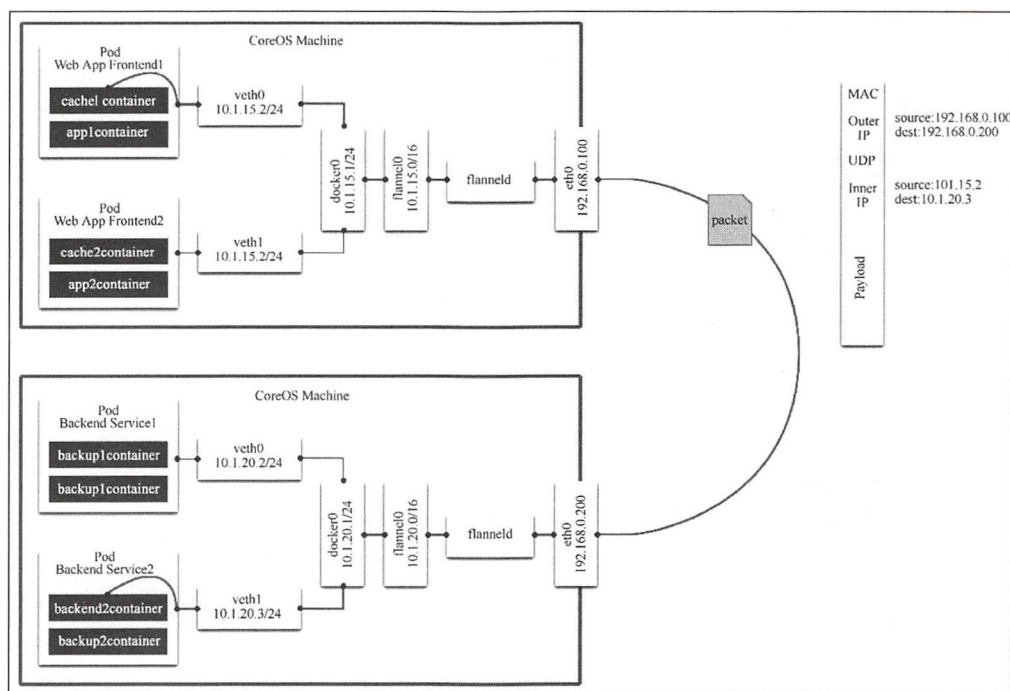 CoreOS Machine
Pod
Web App Frontend1
cachel container
app1container
veth0
10.1.15.2/24
Pod
Web App Frontend2
cache2container
app2container
veth1
10.1.15.2/24
docker0
10.1.15.1/24
flannel0
10.1.15.0/16
flanneld
eth0
192.168.0.100
packet
MAC
Outer
IP
source:192.168.0.100
dest:192.168.0.200
UDP
Inner
IP
source:101.15.2
dest:10.1.20.3
Payload
CoreOS Machine
Pod
Backend Service1
backup1container
backup1container
veth0
10.1.20.2/24
Pod
Backend Service2
backend2container
backup2container
veth1
10.1.20.3/24
docker0
10.1.20.1/24
flannel0
10.1.20.0/16
flanneld
eth0
192.168.0.200